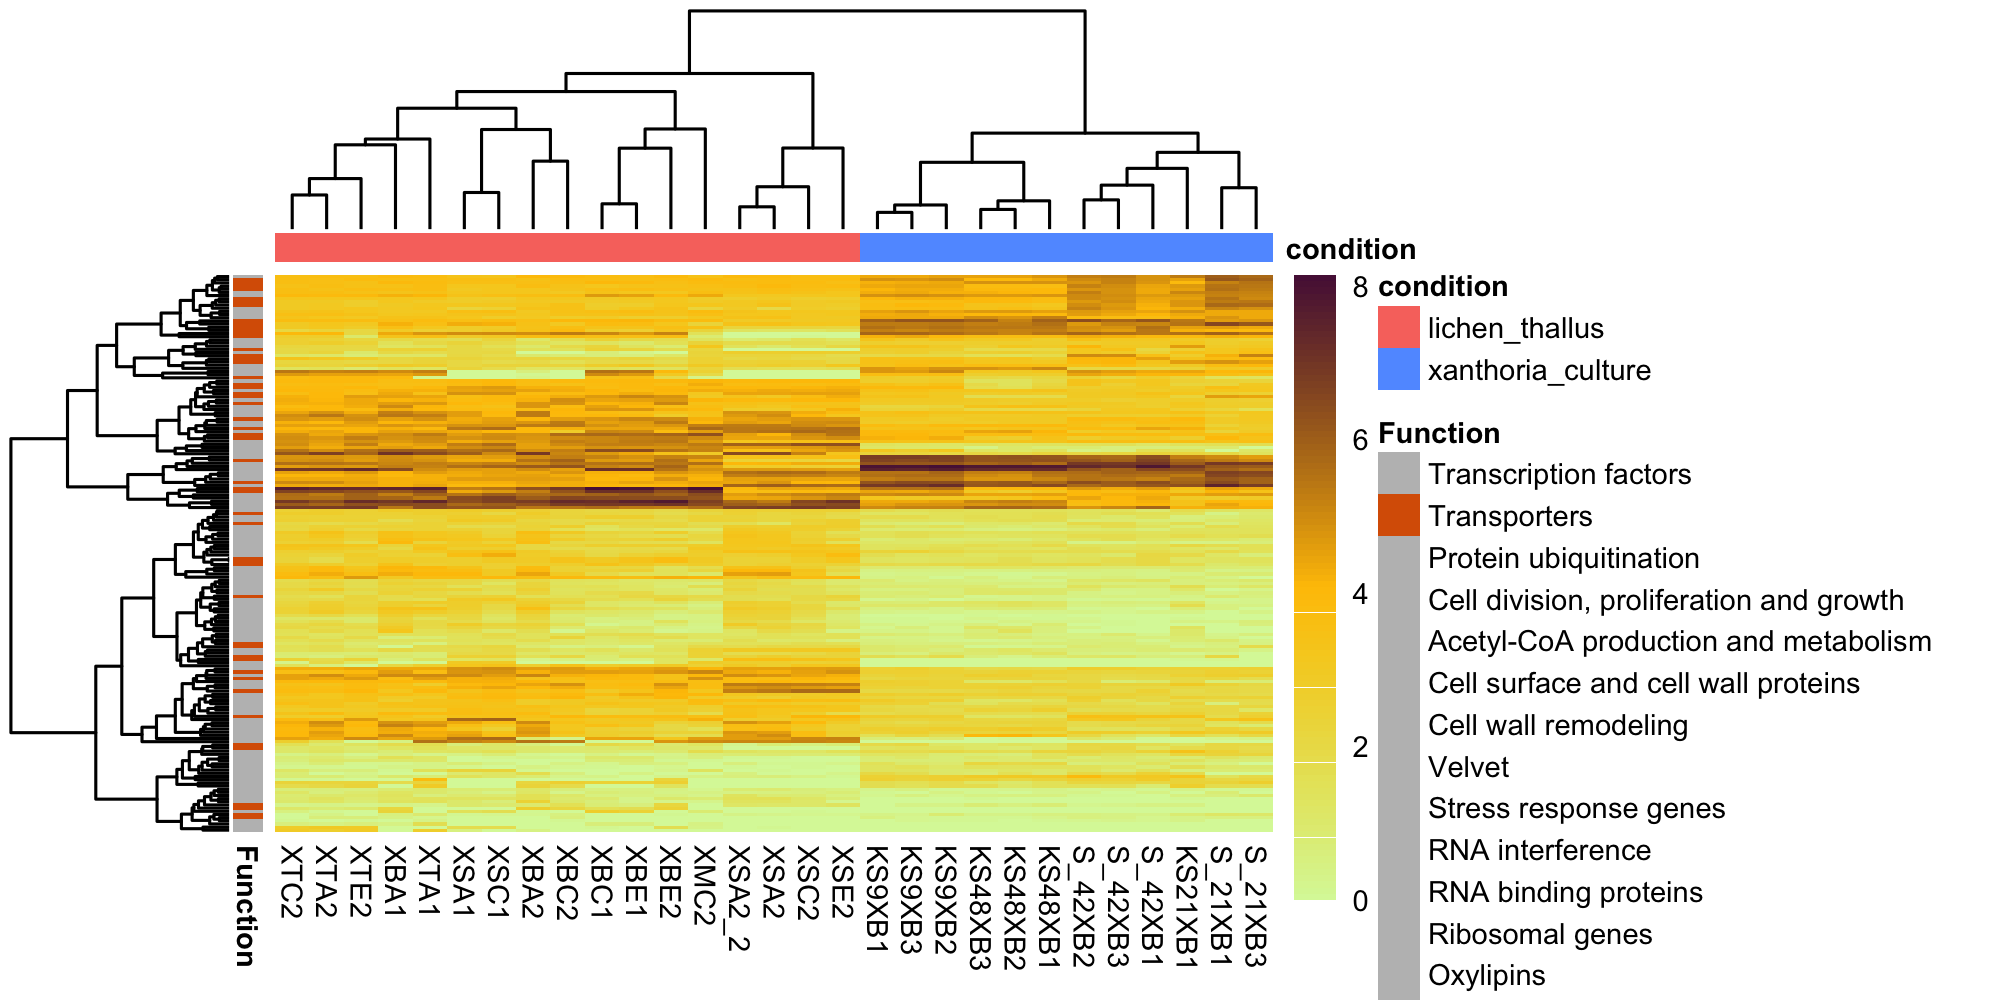 condition
8
6
4
2
0
condition
lichen_thallus
xanthoria_culture
Function
Transcription factors
Transporters
Protein ubiquitination
Cell division, proliferation and growth
Acetyl-CoA production and metabolism
Cell surface and cell wall proteins
Cell wall remodeling
Velvet
Stress response genes
RNA interference
RNA binding proteins
Ribosomal genes
Oxylipins
Function
XTC2
XTA2
XTE2
XBA1
XTA1
XSA1
XSC1
XBA2
XBC2
XBC1
XBE1
XBE2
XMC2
XSA2_2
XSA2
XSC2
XSE2
KS9XB1
KS9XB3
KS9XB2
KS48XB3
KS48XB2
KS48XB1
S_42XB2
S_42XB3
S_42XB1
KS21XB1
S_21XB1
S_21XB3